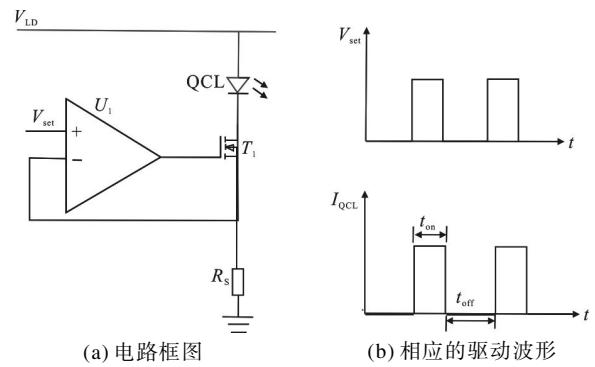 V_LD
QCL
V_set
U_1
+
−
T_1
R_S
(a) 电路框图
V_set
t
I_QCL
t_on
t_off
t
(b) 相应的驱动波形